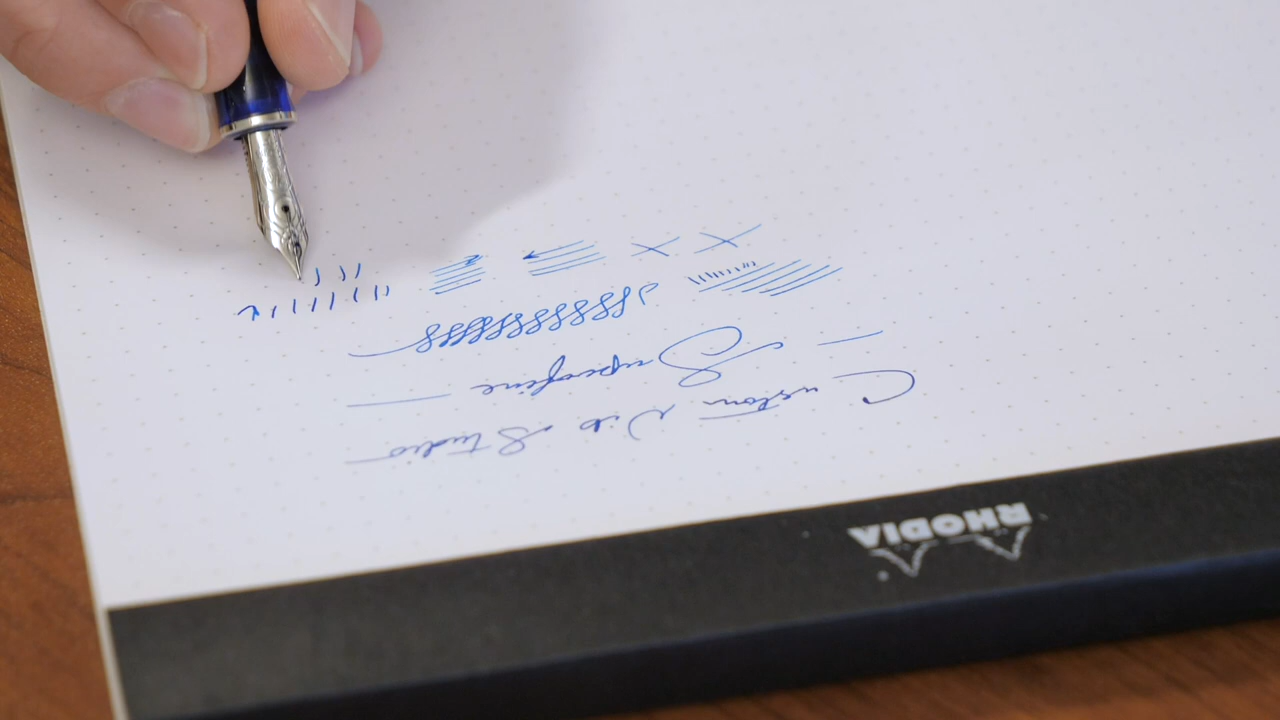 RHODIA
Custom Nib Studio
— Superfine —
X X